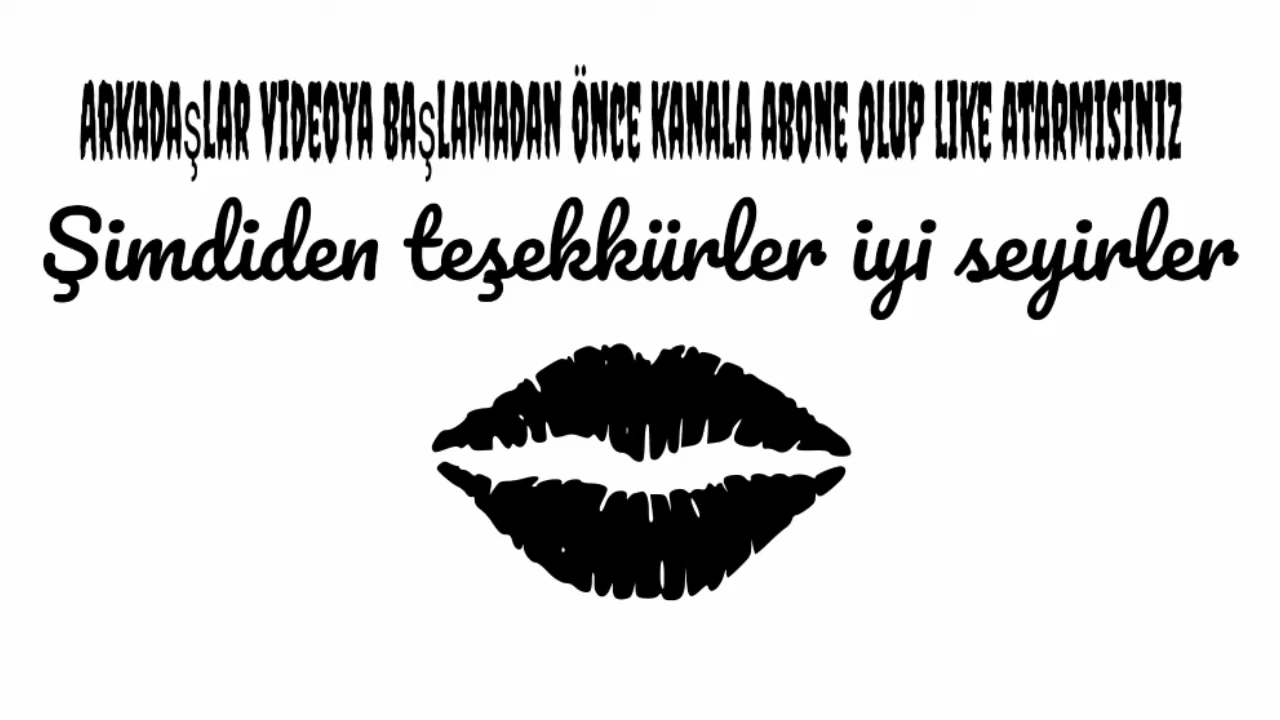 ARKADAŞLAR VIDEOYA BAŞLAMADAN ÖNCE KANALA ABONE OLUP LIKE ATARMISINIZ
Şimdiden teşekkürler iyi seyirler